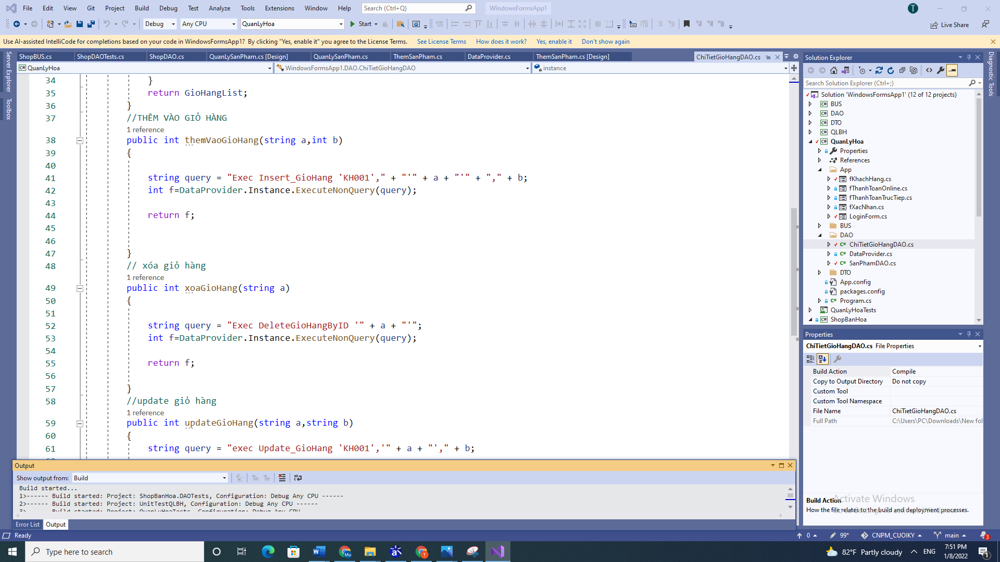 File Edit View Git Project Build Debug Test Analyze Tools Extensions Window Help Search (Ctrl+Q) WindowsFormsApp1 T
Debug Any CPU QuanLyHoa Start Live Share
Use AI-assisted IntelliCode for completions based on your code in WindowsFormsApp1? By clicking "Yes, enable it" you agree to the License Terms. See License Terms How does it work? Yes, enable it Don't show again
Server Explorer
Toolbox
ShopBUS.cs ShopDAOTests.cs ShopDAO.cs QuanLySanPham.cs [Design] QuanLySanPham.cs ThemSanPham.cs DataProvider.cs ThemSanPham.cs [Design] ChiTietGioHangDAO.cs
QuanLyHoa WindowsFormsApp1.DAO.ChiTietGioHangDAO instance
34 }
35 return GioHangList;
36 }
37 //THÊM VÀO GIỎ HÀNG
1 reference
38 public int themVaoGioHang(string a,int b)
39 {
40
41 string query = "Exec Insert_GioHang 'KH001'," + "'" + a + "'" + "," + b;
42 int f=DataProvider.Instance.ExecuteNonQuery(query);
43
44 return f;
45
46
47 }
48 // xóa giỏ hàng
1 reference
49 public int xoaGioHang(string a)
50 {
51
52 string query = "Exec DeleteGioHangByID '" + a + "'";
53 int f=DataProvider.Instance.ExecuteNonQuery(query);
54
55 return f;
56
57 }
58 //update giỏ hàng
1 reference
59 public int updateGioHang(string a,string b)
60 {
61 string query = "exec Update_GioHang 'KH001','" + a + "'," + b;
Output
Show output from: Build
Build started...
1>------ Build started: Project: ShopBanHoa.DAOTests, Configuration: Debug Any CPU ------
2>------ Build started: Project: UnitTestQLBH, Configuration: Debug Any CPU ------
3>------ Build started: Project: QuanLyHoaTests, Configuration: Debug Any CPU ------
Error List Output
Solution Explorer
Search Solution Explorer (Ctrl+;)
Solution 'WindowsFormsApp1' (12 of 12 projects)
BUS
DAO
DTO
QLBH
QuanLyHoa
Properties
References
App
fKhachHang.cs
fThanhToanOnline.cs
fThanhToanTrucTiep.cs
fXacNhan.cs
LoginForm.cs
BUS
DAO
ChiTietGioHangDAO.cs
DataProvider.cs
SanPhamDAO.cs
DTO
App.config
packages.config
Program.cs
QuanLyHoaTests
ShopBanHoa
Diagnostic Tools
Properties
ChiTietGioHangDAO.cs File Properties
Build Action Compile
Copy to Output Directory Do not copy
Custom Tool
Custom Tool Namespace
File Name ChiTietGioHangDAO.cs
Full Path C:\Users\PC\Downloads\New fol
Build Action
How the file relates to the build and deployment processes.
Activate Windows
Go to Settings to activate Windows.
Ready 0 99* CNPM_CUOIKY main 3
Type here to search 82°F Partly cloudy ENG 7:51 PM 1/8/2022 1